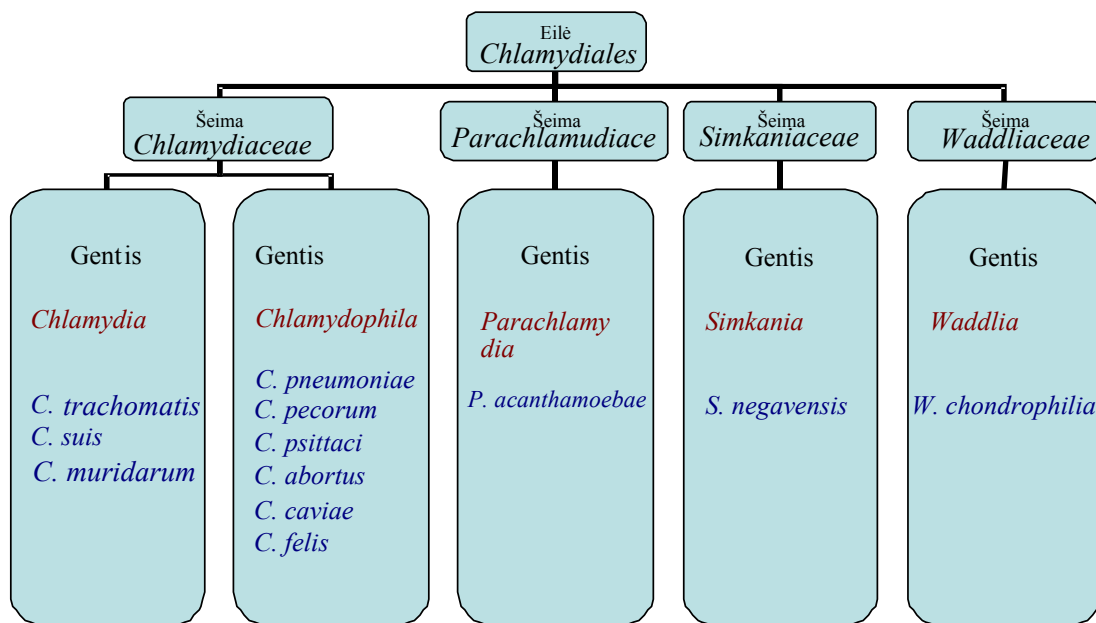 Eilė
Chlamydiales
Šeima
Chlamydiaceae
Šeima
Parachlamudiace
Šeima
Simkaniaceae
Šeima
Waddliaceae
Gentis
Chlamydia
C. trachomatis
C. suis
C. muridarum
Gentis
Chlamydophila
C. pneumoniae
C. pecorum
C. psittaci
C. abortus
C. caviae
C. felis
Gentis
Parachlamy
dia
P. acanthamoebae
Gentis
Simkania
S. negavensis
Gentis
Waddlia
W. chondrophilia